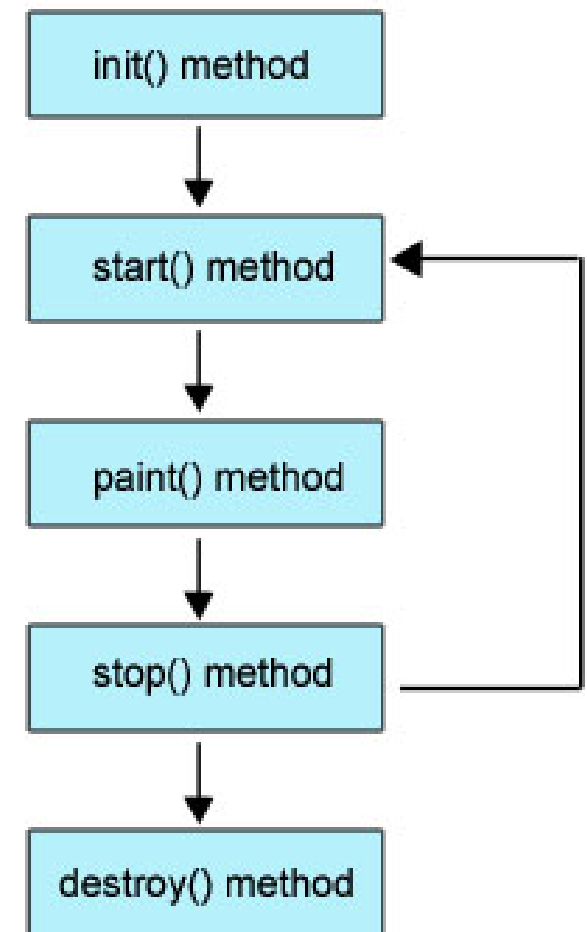 init() method
start() method
paint() method
stop() method
destroy() method